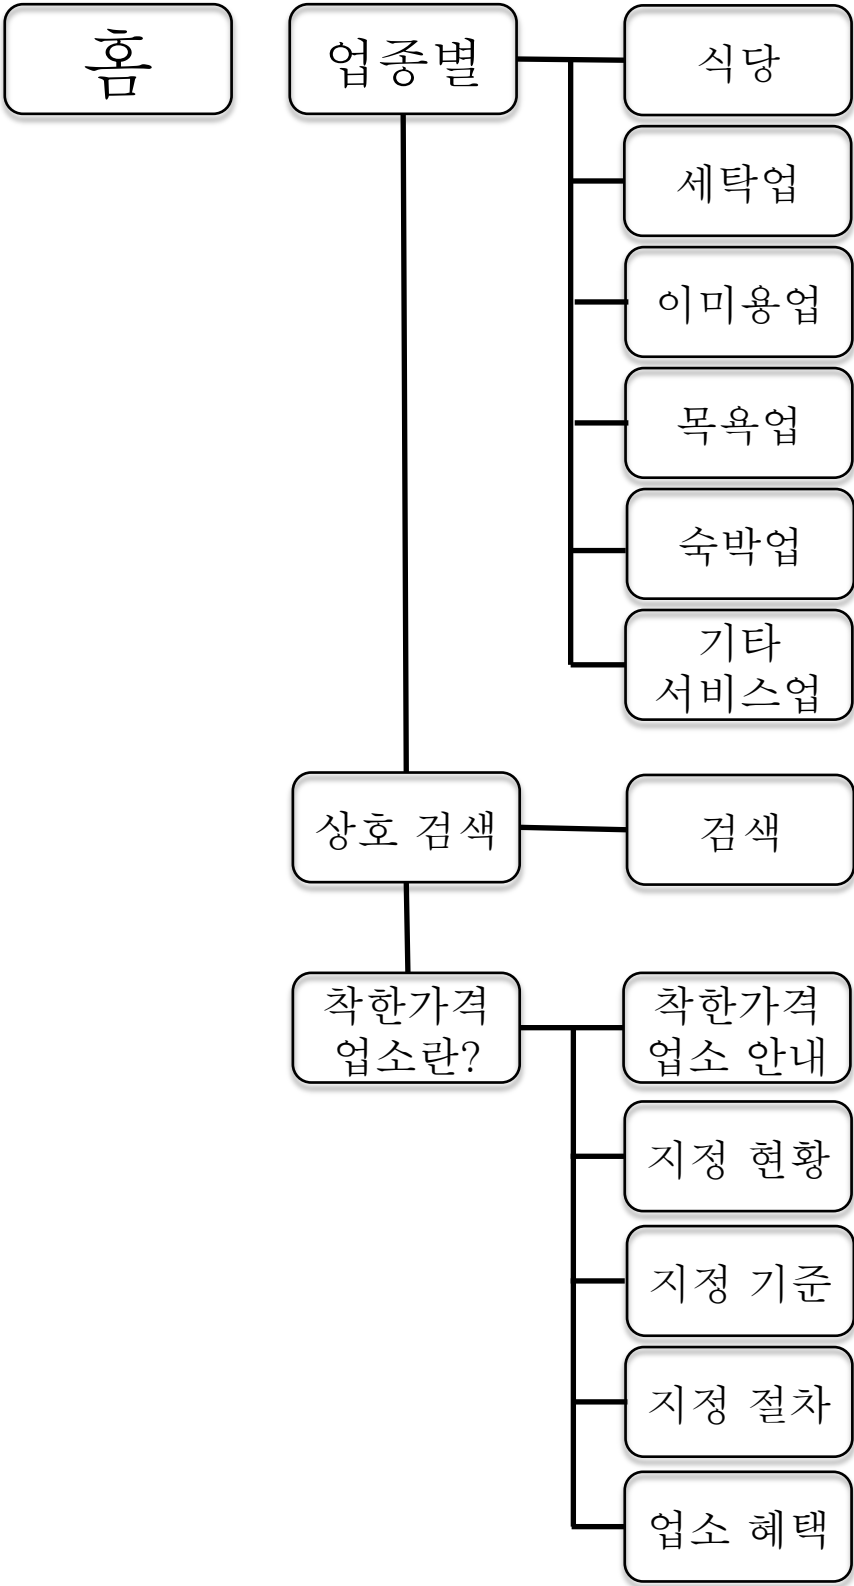 홈
업종별
식당
세탁업
이미용업
목욕업
숙박업
기타
서비스업
상호 검색
검색
착한가격
업소란?
착한가격
업소 안내
지정 현황
지정 기준
지정 절차
업소 혜택